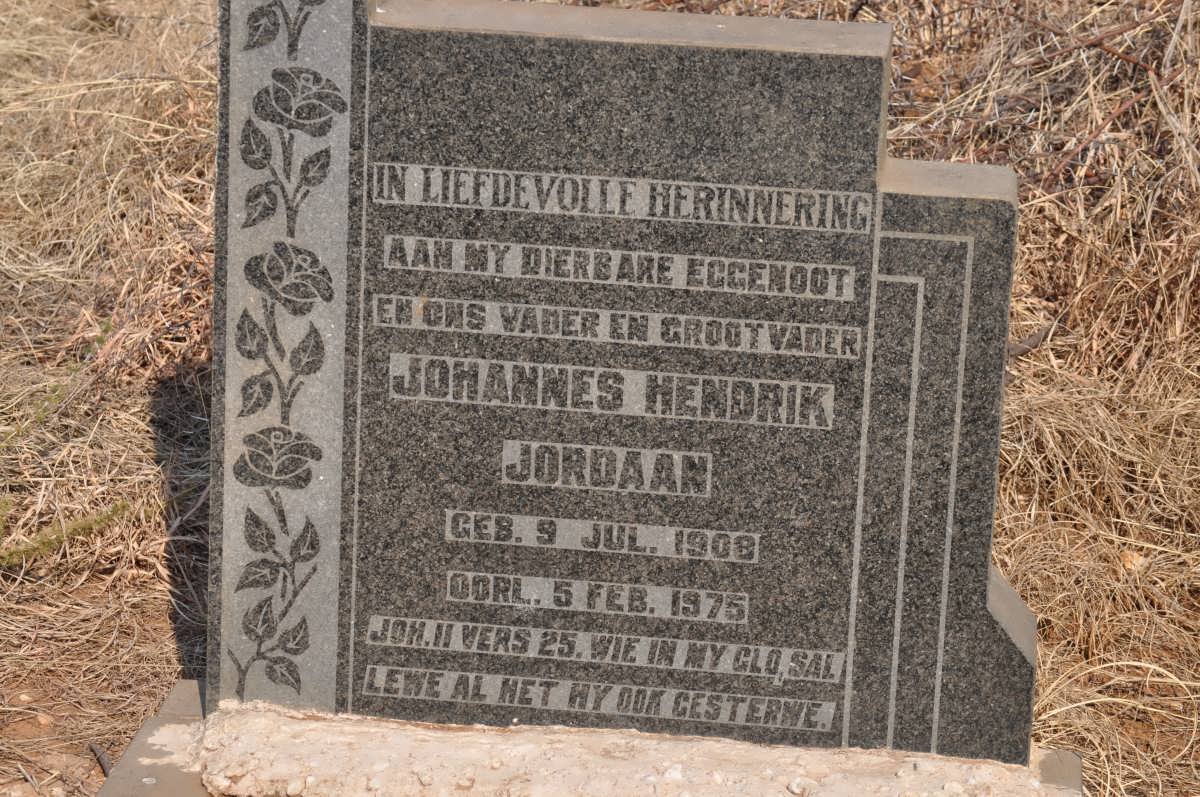 IN LIEFDEVOLLE HERINNERING
AAN MY DIERBARE EGGENOOT
EN ONS VADER EN GROOTVADER
JOHANNES HENDRIK
JORDAAN
GEB. 9 JUL. 1908
OORL. 5 FEB. 1975
JOH. 11 VERS 25. WIE IN MY GLO, SAL
LEWE AL HET HY OOK GESTERWE.